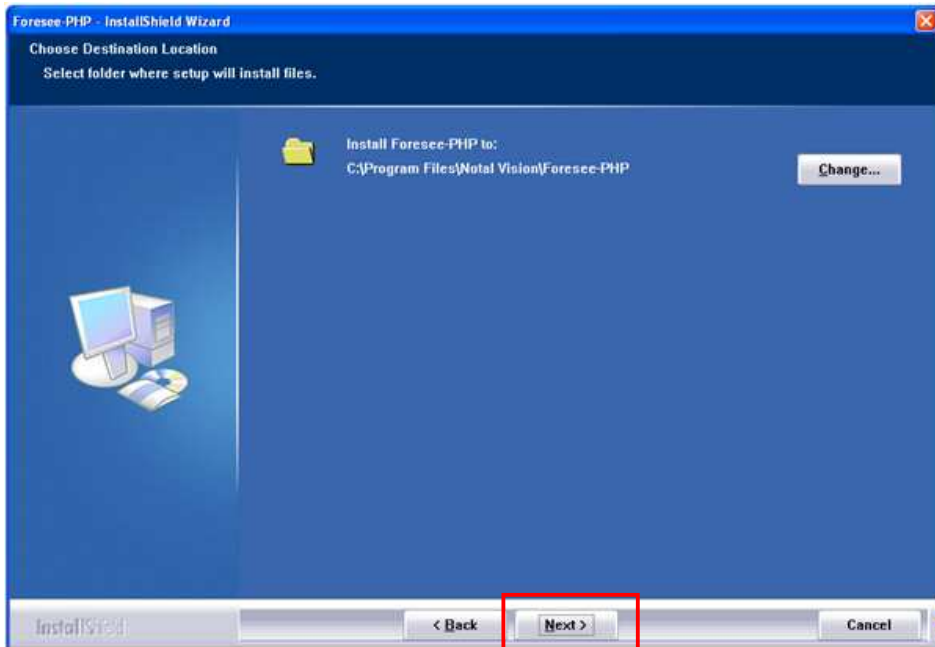 Foresee-PHP - InstallShield Wizard
Choose Destination Location
Select folder where setup will install files.
Install Foresee-PHP to:
C:\Program Files\Notal Vision\Foresee-PHP
Change...
InstallShield
< Back
Next >
Cancel